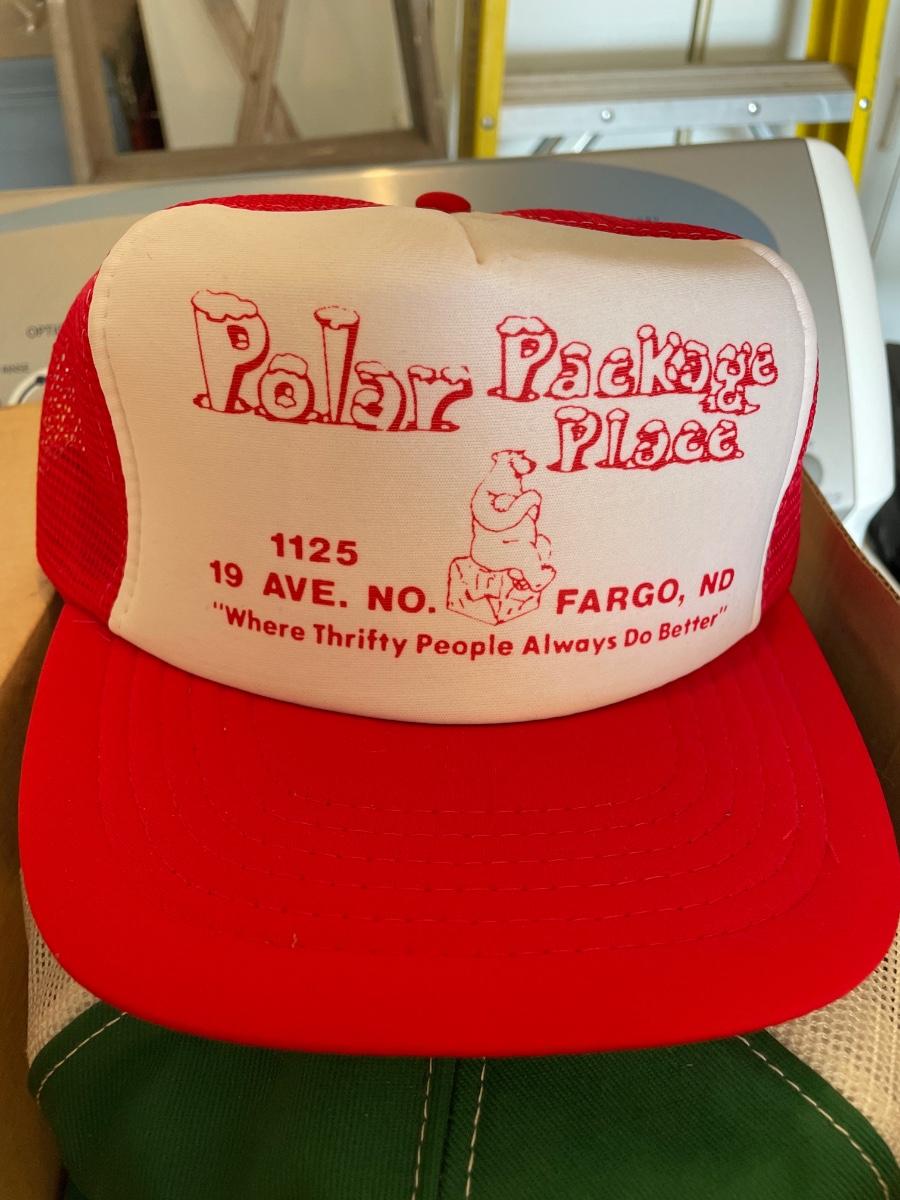 Polar Package
Place
1125
19 AVE. NO. FARGO, ND
"Where Thrifty People Always Do Better"